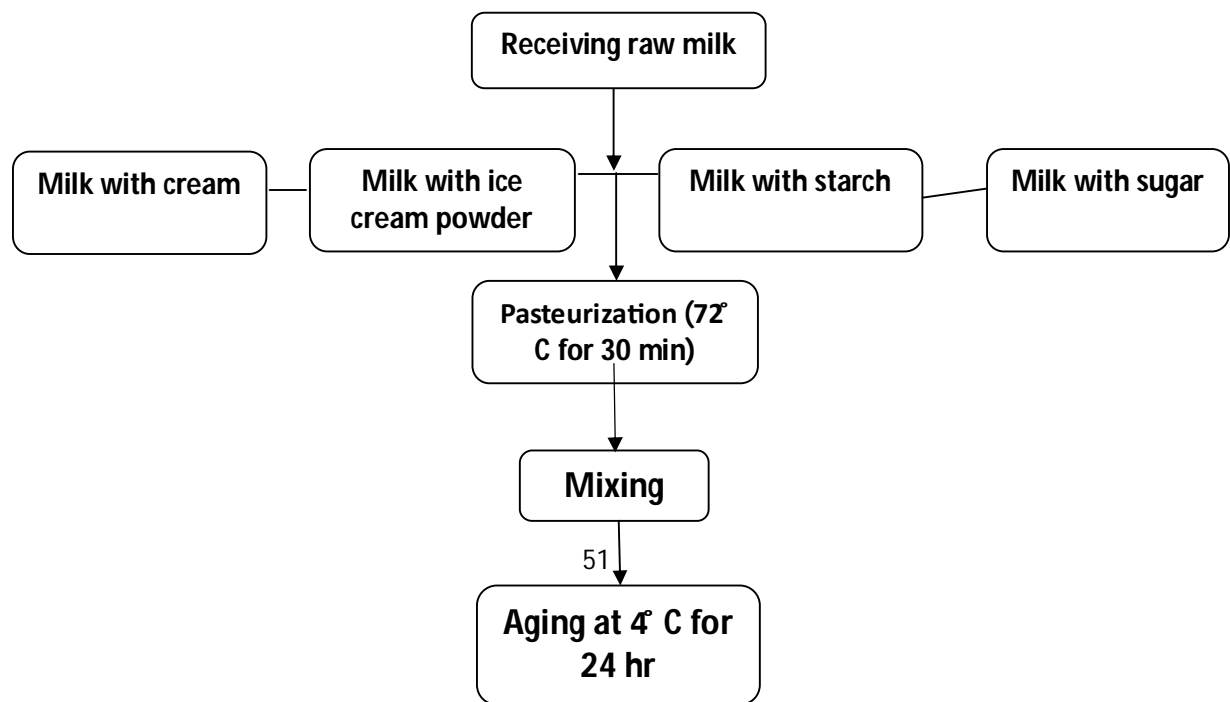 Receiving raw milk
Milk with cream
Milk with ice
cream powder
Milk with starch
Milk with sugar
Pasteurization (72°
C for 30 min)
Mixing
51
Aging at 4° C for
24 hr